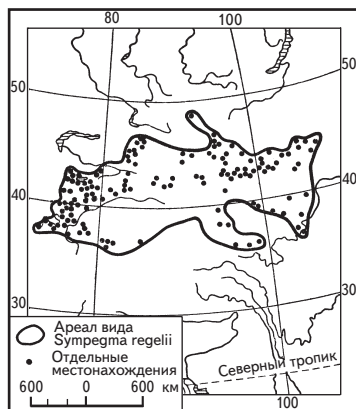 80 100
50 50
40 40
30 30
Ареал вида
Sympegma regelii
Отдельные
местонахождения
600 0 600 км
Северный тропик
100